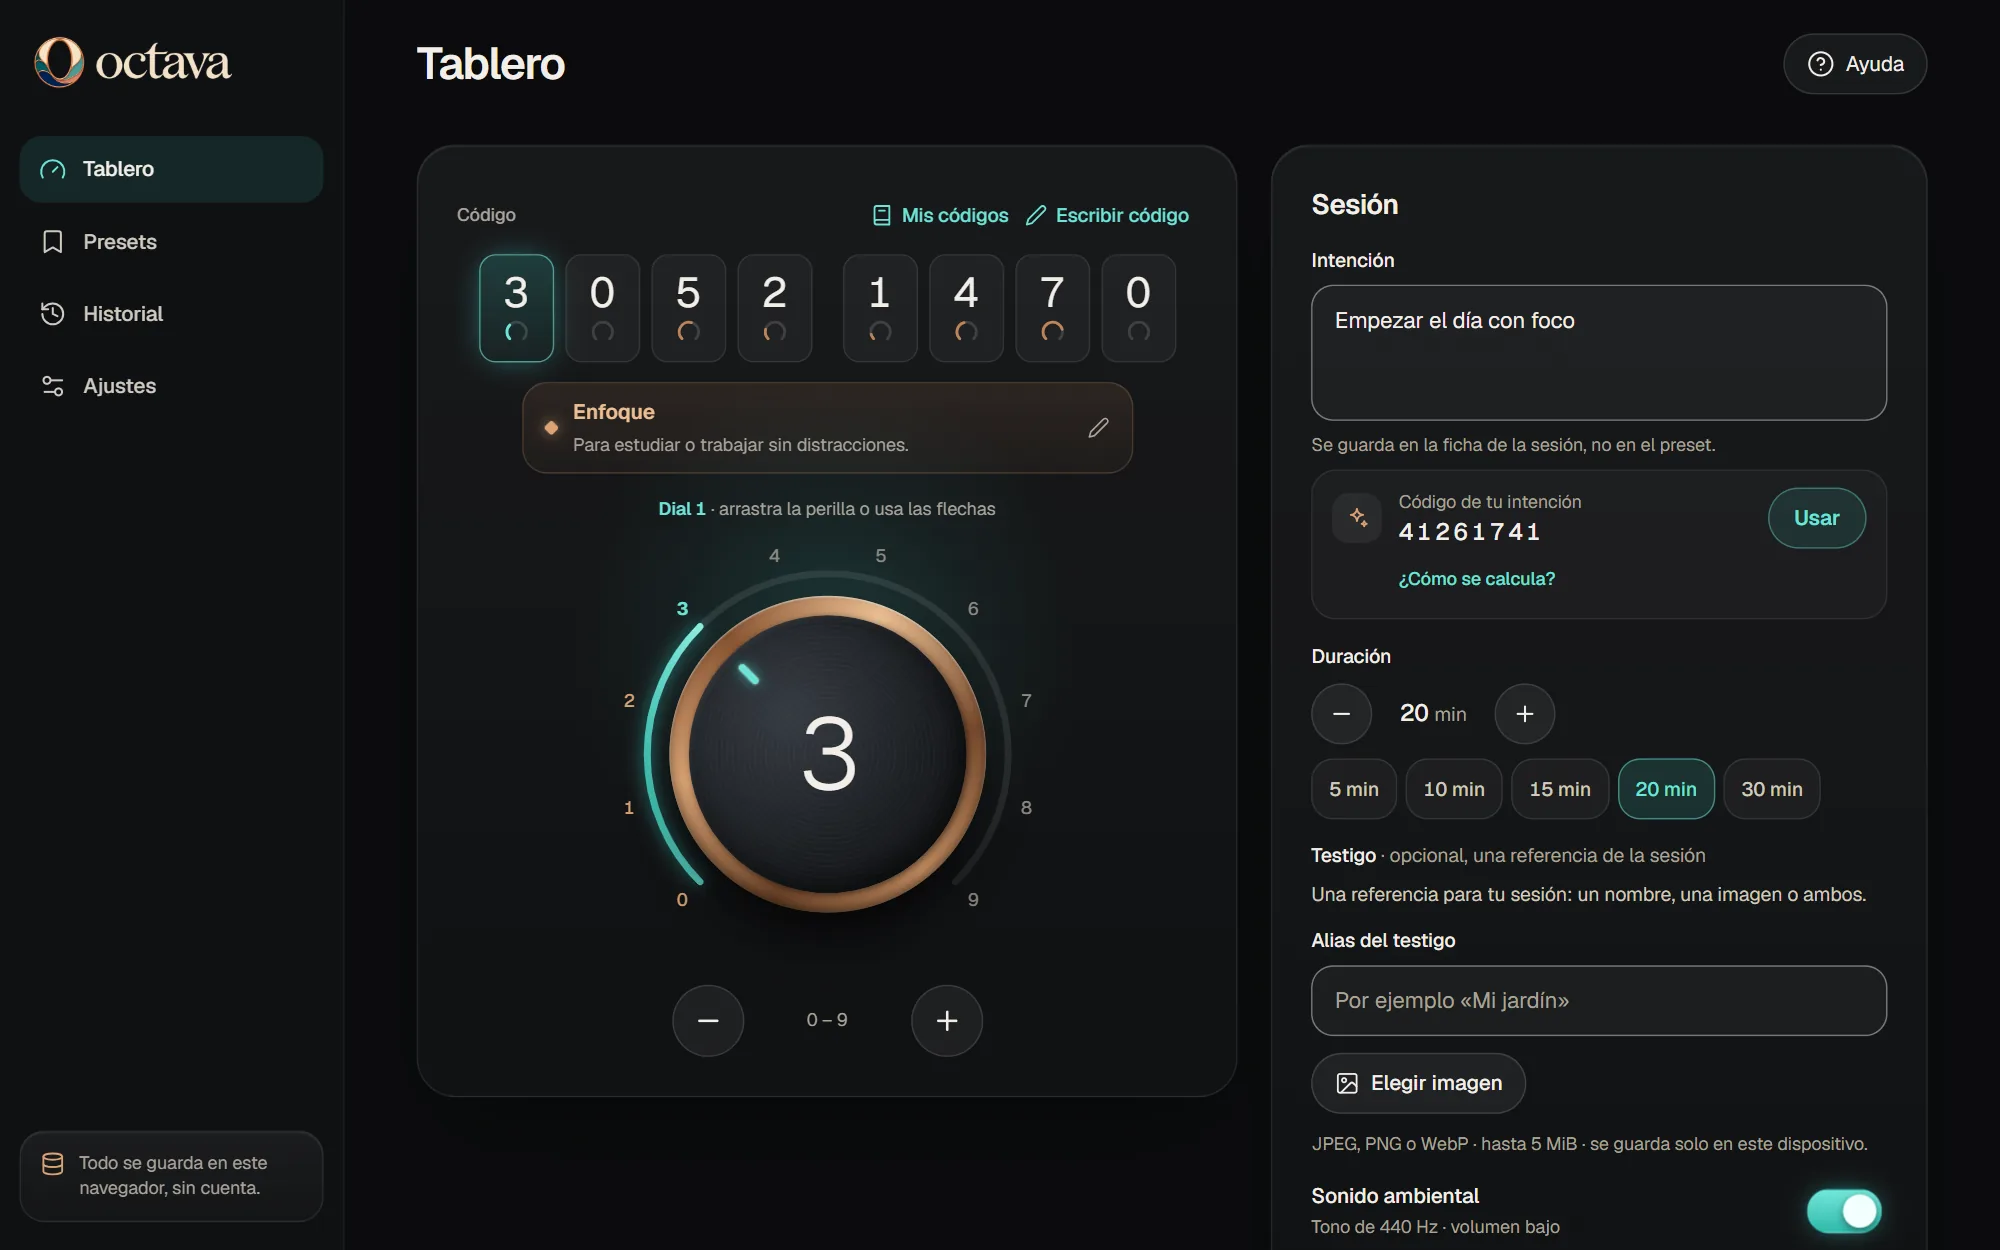 octava
Tablero
Presets
Historial
Ajustes
Todo se guarda en este
navegador, sin cuenta.
Tablero
Ayuda
Código
Mis códigos
Escribir código
3 0 5 2 1 4 7 0
Enfoque
Para estudiar o trabajar sin distracciones.
Dial 1 · arrastra la perilla o usa las flechas
4 5
3 6
2 7
3
1 8
0 9
0 – 9
Sesión
Intención
Empezar el día con foco
Se guarda en la ficha de la sesión, no en el preset.
Código de tu intención
41261741
Usar
¿Cómo se calcula?
Duración
20 min
5 min 10 min 15 min 20 min 30 min
Testigo · opcional, una referencia de la sesión
Una referencia para tu sesión: un nombre, una imagen o ambos.
Alias del testigo
Por ejemplo «Mi jardín»
Elegir imagen
JPEG, PNG o WebP · hasta 5 MiB · se guarda solo en este dispositivo.
Sonido ambiental
Tono de 440 Hz · volumen bajo